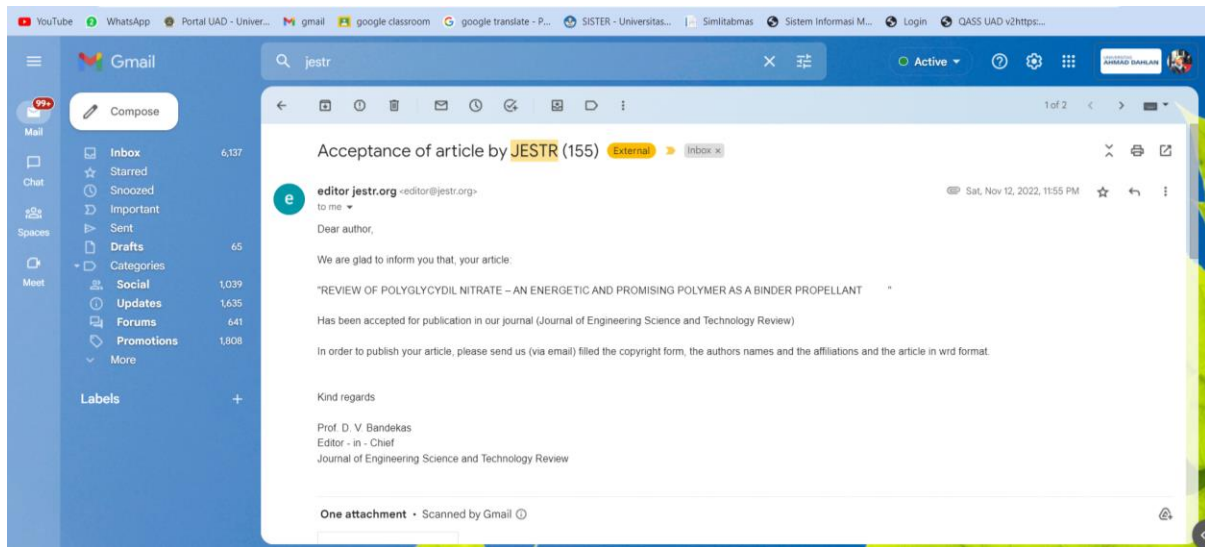 YouTube WhatsApp Portal UAD - Univer... gmail google classroom google translate - P... SISTER - Universitas... Simlitabmas Sistem Informasi M... Login QASS UAD v2https:...
Gmail
jestr
Active
UNIVERSITAS AHMAD DAHLAN
99+
Mail
Chat
Spaces
Meet
Compose
Inbox 6,137
Starred
Snoozed
Important
Sent
Drafts 65
Categories
Social 1,039
Updates 1,635
Forums 641
Promotions 1,808
More
Labels +
1 of 2
Acceptance of article by JESTR (155) External Inbox x
e
editor jestr.org <editor@jestr.org> Sat, Nov 12, 2022, 11:55 PM
to me
Dear author,
We are glad to inform you that, your article:
"REVIEW OF POLYGLYCYDIL NITRATE – AN ENERGETIC AND PROMISING POLYMER AS A BINDER PROPELLANT "
Has been accepted for publication in our journal (Journal of Engineering Science and Technology Review)
In order to publish your article, please send us (via email) filled the copyright form, the authors names and the affiliations and the article in wrd format.
Kind regards
Prof. D. V. Bandekas
Editor - in - Chief
Journal of Engineering Science and Technology Review
One attachment • Scanned by Gmail